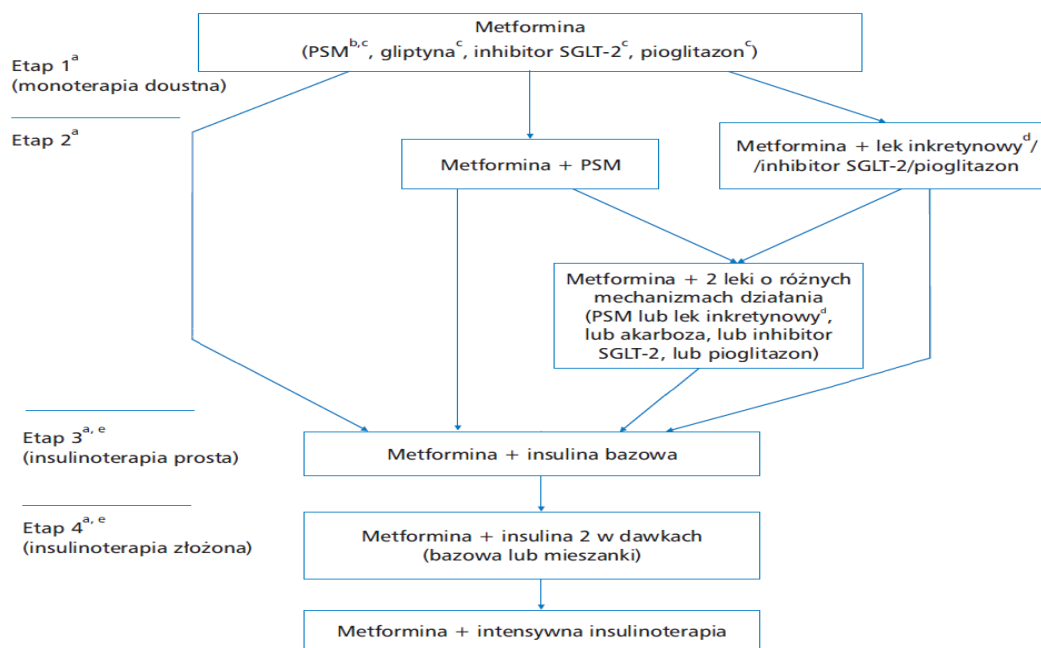 Metformina
(PSMᵇ,ᶜ, gliptynaᶜ, inhibitor SGLT-2ᶜ, pioglitazonᶜ)
Etap 1ᵃ
(monoterapia doustna)
Etap 2ᵃ
Metformina + PSM
Metformina + lek inkretynowyᵈ/
/inhibitor SGLT-2/pioglitazon
Metformina + 2 leki o różnych
mechanizmach działania
(PSM lub lek inkretynowyᵈ,
lub akarboza, lub inhibitor
SGLT-2, lub pioglitazon)
Etap 3ᵃ, ᵉ
(insulinoterapia prosta)
Metformina + insulina bazowa
Etap 4ᵃ, ᵉ
(insulinoterapia złożona)
Metformina + insulina 2 w dawkach
(bazowa lub mieszanki)
Metformina + intensywna insulinoterapia